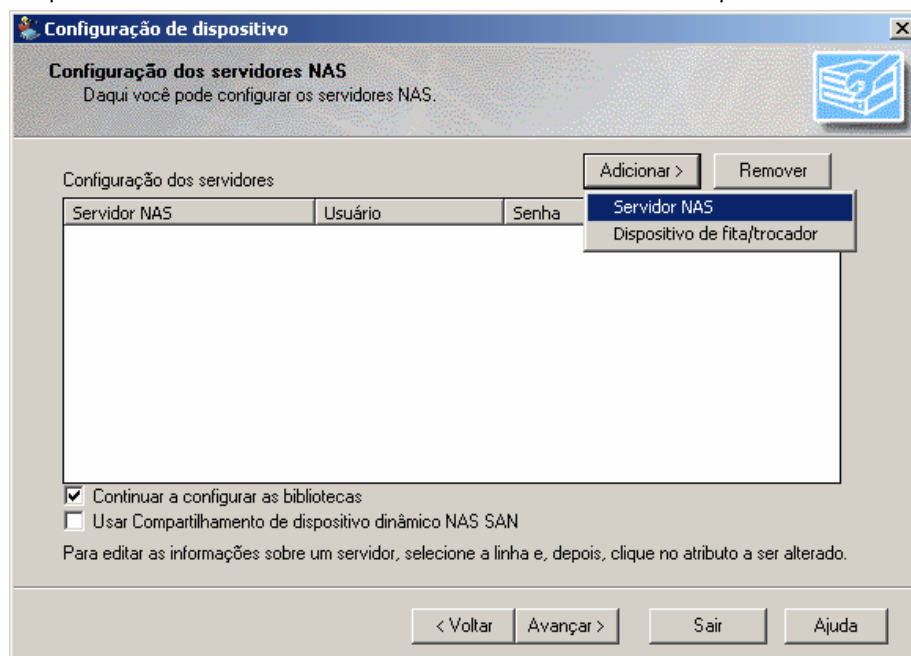 Configuração de dispositivo
Configuração dos servidores NAS
Daqui você pode configurar os servidores NAS.
Configuração dos servidores
Adicionar > Remover
Servidor NAS Usuário Senha
Servidor NAS
Dispositivo de fita/trocador
Continuar a configurar as bibliotecas
Usar Compartilhamento de dispositivo dinâmico NAS SAN
Para editar as informações sobre um servidor, selecione a linha e, depois, clique no atributo a ser alterado.
< Voltar Avançar > Sair Ajuda